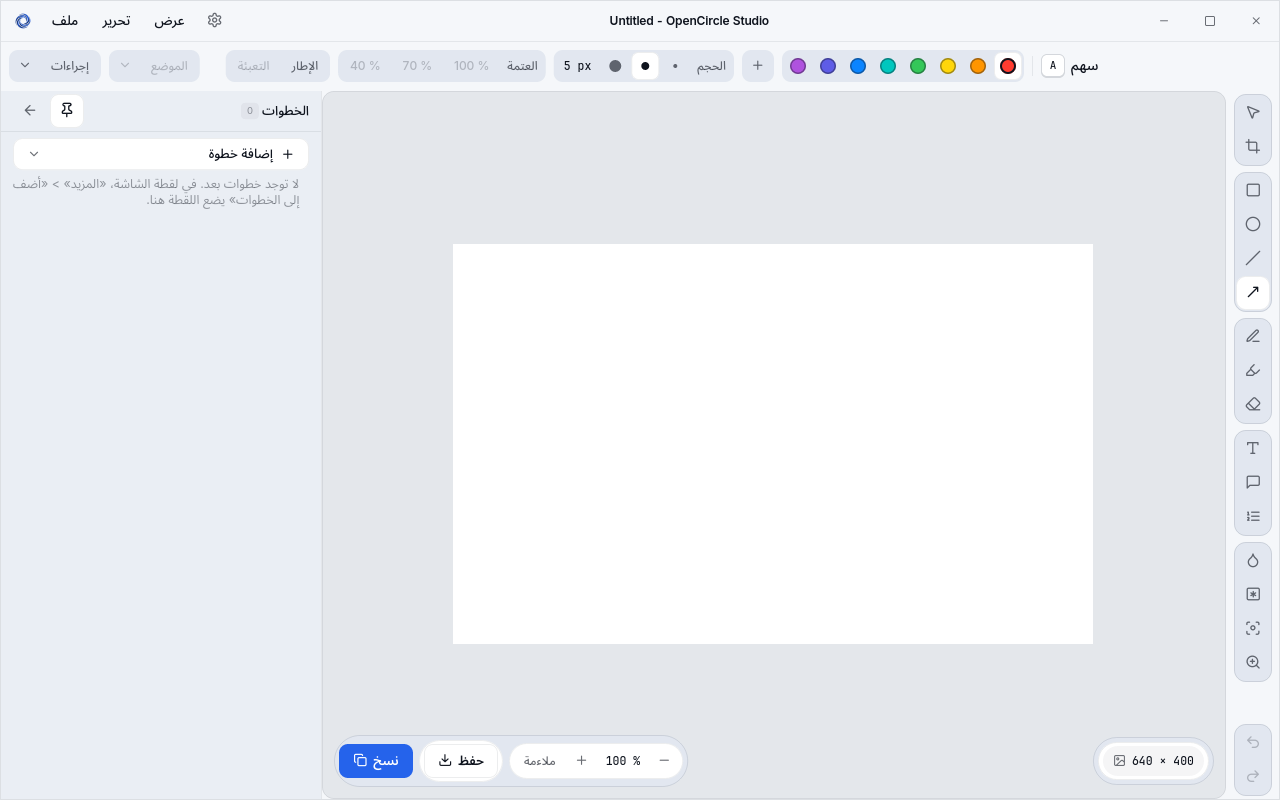 ملف تحرير عرض Untitled - OpenCircle Studio
سهم A
الحجم 5 px
العتمة 100 % 70 % 40 %
الإطار التعبئة
الموضع
إجراءات
الخطوات 0
إضافة خطوة
لا توجد خطوات بعد. في لقطة الشاشة، «المزيد» > «أضف
إلى الخطوات» يضع اللقطة هنا.
640 × 400
100 % ملاءمة
حفظ
نسخ